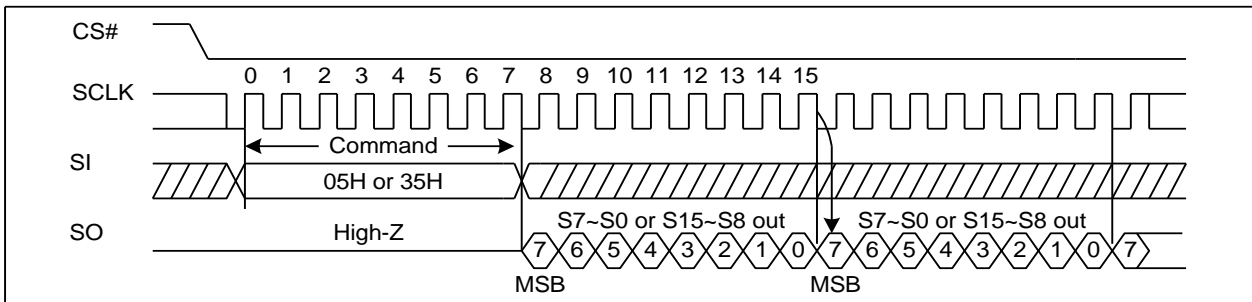 CS#
0 1 2 3 4 5 6 7 8 9 10 11 12 13 14 15
SCLK
Command
SI
05H or 35H
S7~S0 or S15~S8 out S7~S0 or S15~S8 out
SO
High-Z
7 6 5 4 3 2 1 0 7 6 5 4 3 2 1 0 7
MSB MSB